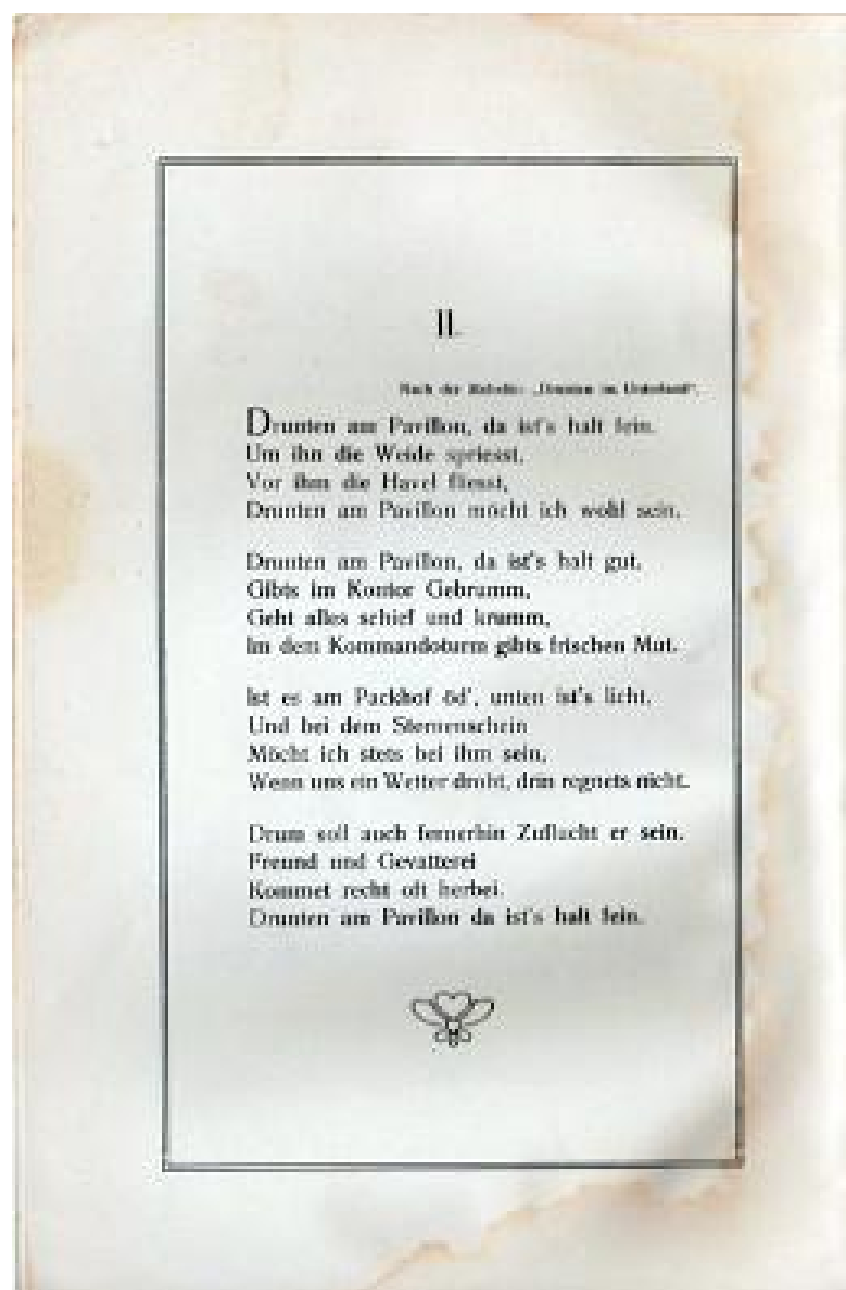 II.
Nach der Melodie: „Drunten im Unterland“.
Drunten am Pavillon, da ist's halt fein.
Um ihn die Weide spriesst,
Vor ihm die Havel fliesst,
Drunten am Pavillon möcht ich wohl sein.
Drunten am Pavillon, da ist's halt gut.
Gibts im Kontor Gebrumm,
Geht alles schief und krumm,
Im dem Kommandoturm gibts frischen Mut.
Ist es am Packhof öd', unten ist's licht,
Und bei dem Sternenschein
Möcht ich stets bei ihm sein,
Wenn uns ein Wetter droht, drin regnets nicht.
Drum soll auch fernerhin Zuflucht er sein.
Freund und Gevatterei
Kommet recht oft herbei.
Drunten am Pavillon da ist's halt fein.